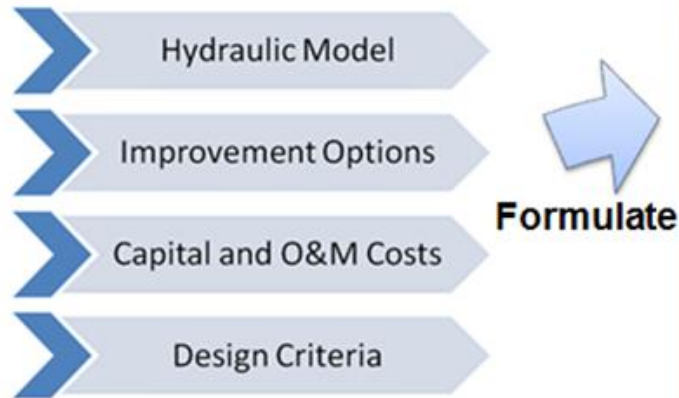 Hydraulic Model
Improvement Options
Capital and O&M Costs
Design Criteria
Formulate